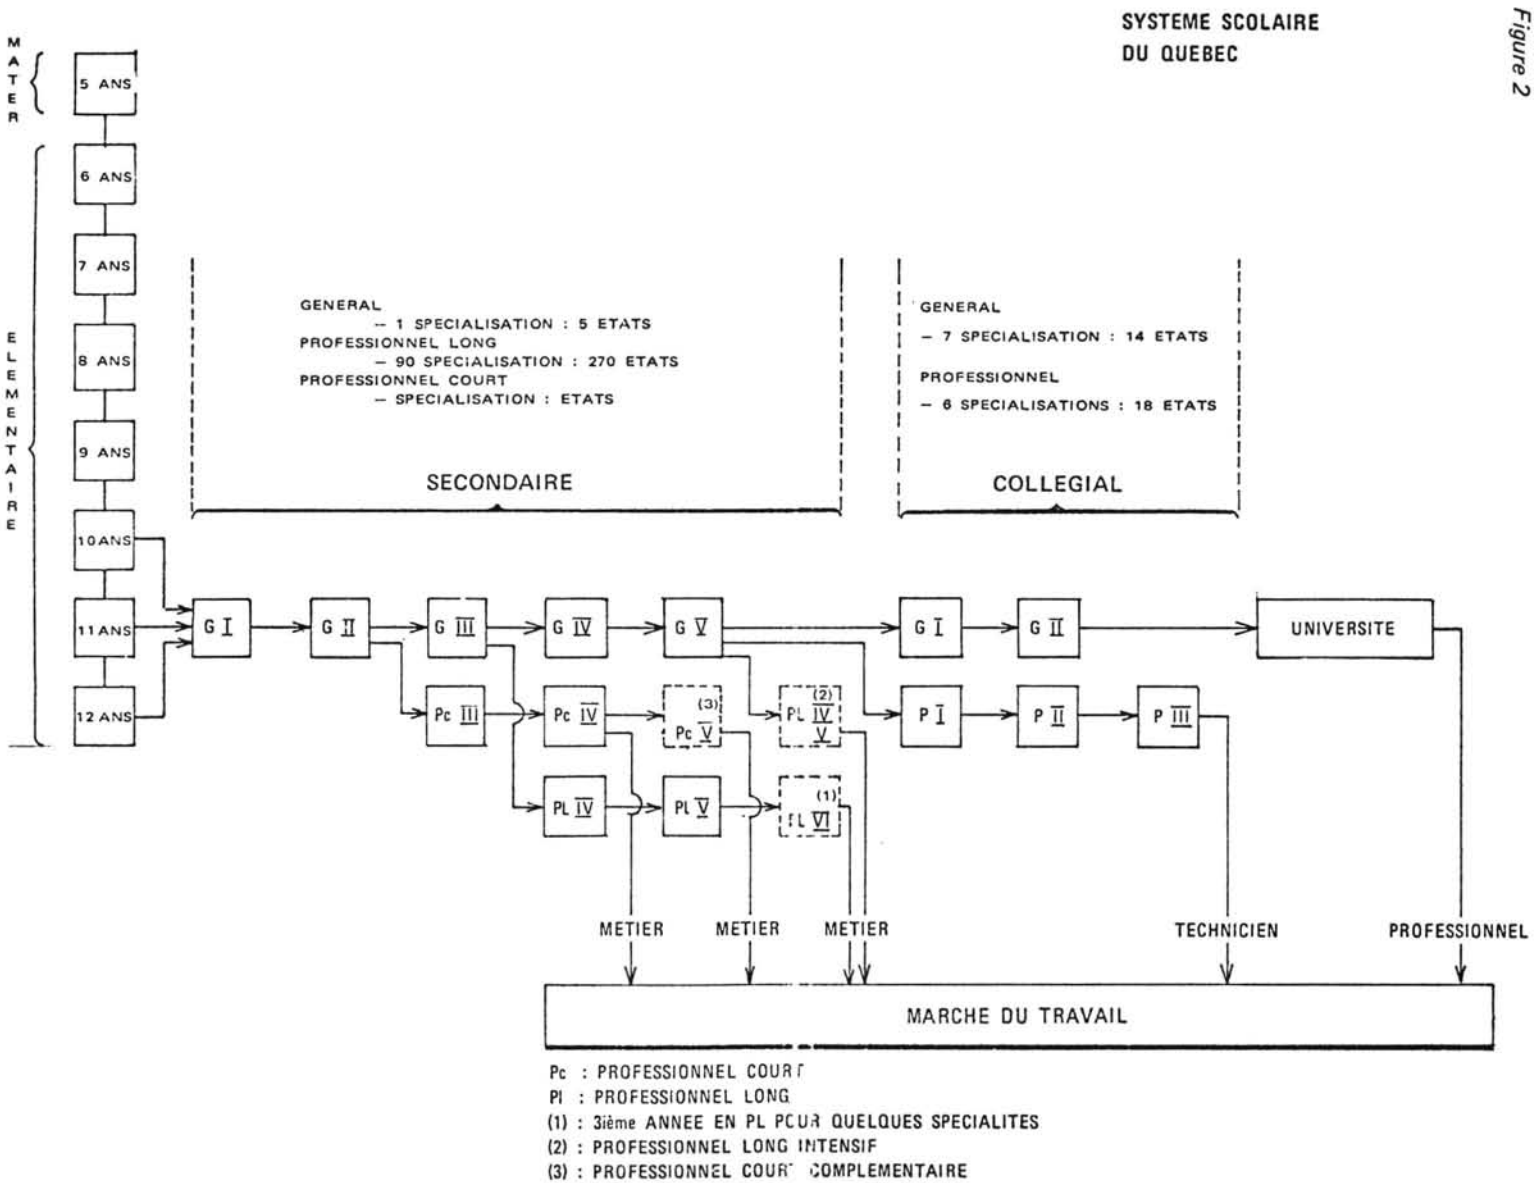 Figure 2
SYSTEME SCOLAIRE
DU QUEBEC
MATER
5 ANS
ELEMENTAIRE
6 ANS
7 ANS
8 ANS
9 ANS
10 ANS
11 ANS
12 ANS
GENERAL
— 1 SPECIALISATION : 5 ETATS
PROFESSIONNEL LONG
— 90 SPECIALISATION : 270 ETATS
PROFESSIONNEL COURT
— SPECIALISATION : ETATS
SECONDAIRE
GENERAL
— 7 SPECIALISATION : 14 ETATS
PROFESSIONNEL
— 6 SPECIALISATIONS : 18 ETATS
COLLEGIAL
G I
G II
G III
G IV
G V
G I
G II
UNIVERSITE
Pc III
Pc IV
(3)
Pc V
(2)
PL IV
V
P I
P II
P III
PL IV
PL V
(1)
PL VI
METIER
METIER
METIER
TECHNICIEN
PROFESSIONNEL
MARCHE DU TRAVAIL
Pc : PROFESSIONNEL COURT
Pl : PROFESSIONNEL LONG
(1) : 3ième ANNEE EN PL POUR QUELQUES SPECIALITES
(2) : PROFESSIONNEL LONG INTENSIF
(3) : PROFESSIONNEL COURT COMPLEMENTAIRE